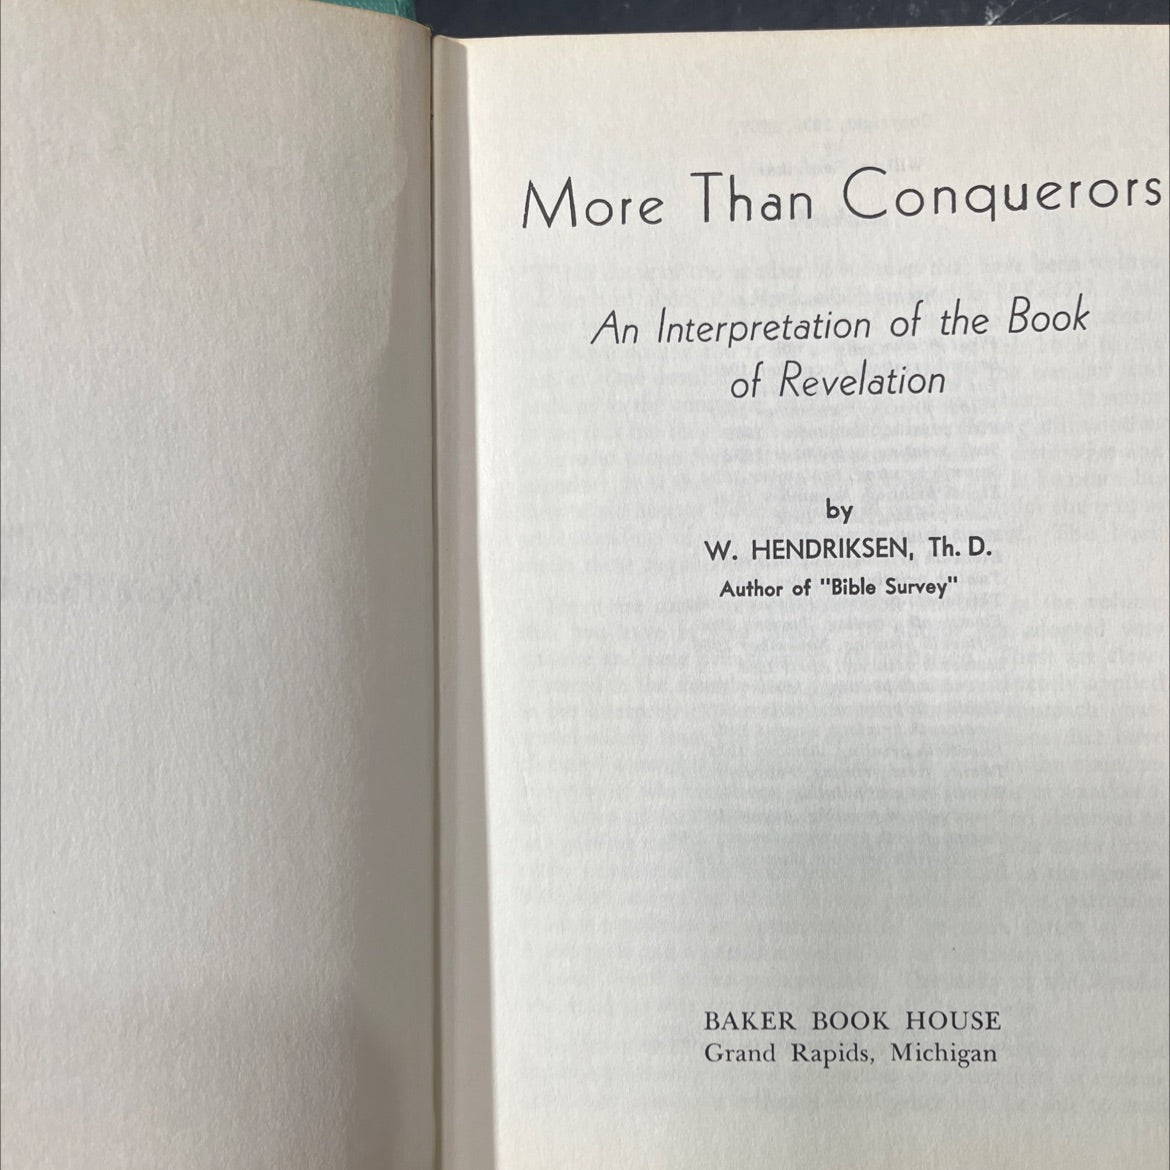 More Than Conquerors
An Interpretation of the Book
of Revelation
by
W. HENDRIKSEN, Th. D.
Author of "Bible Survey"
BAKER BOOK HOUSE
Grand Rapids, Michigan